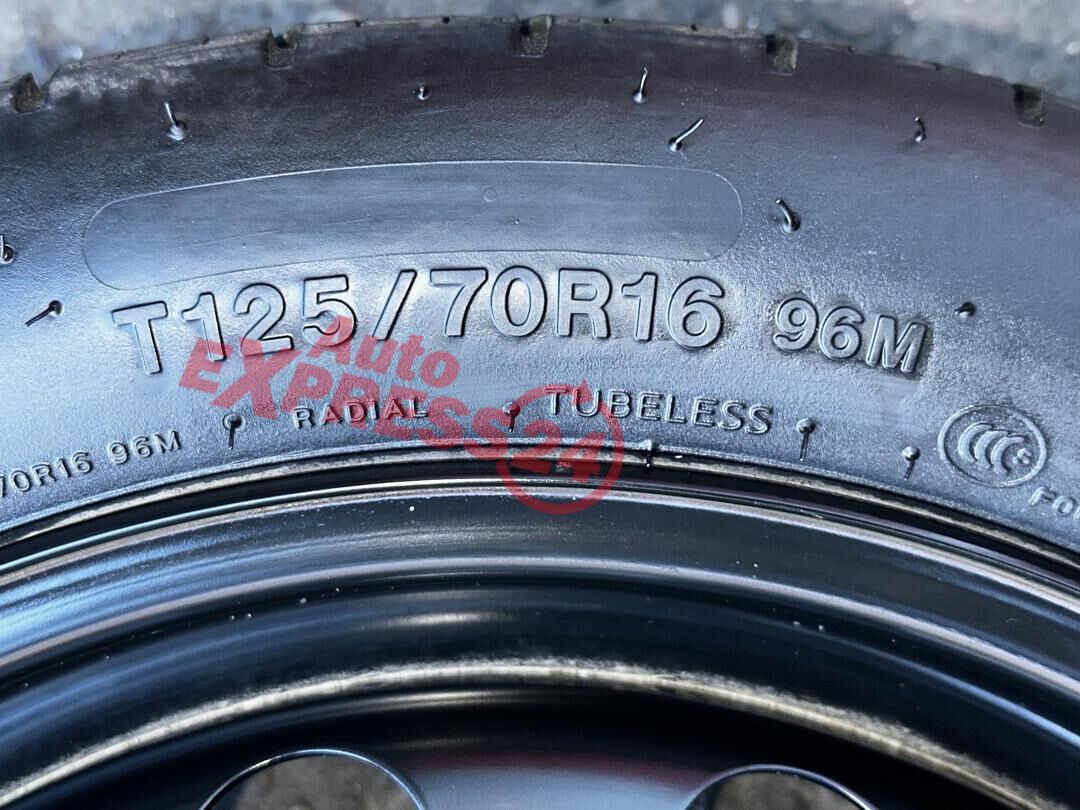 T125/70R16 96M
Auto
EXPRESS24
RADIAL TUBELESS
70R16 96M
CCC